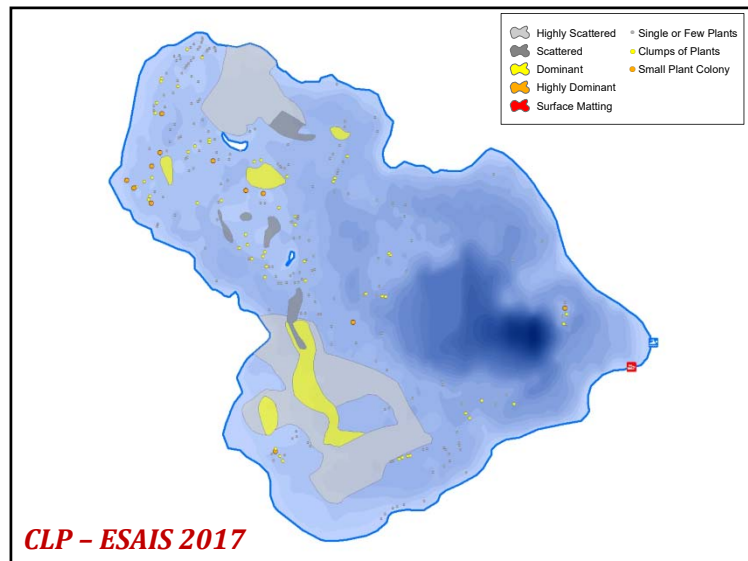 Highly Scattered
Scattered
Dominant
Highly Dominant
Surface Matting
Single or Few Plants
Clumps of Plants
Small Plant Colony
CLP – ESAIS 2017